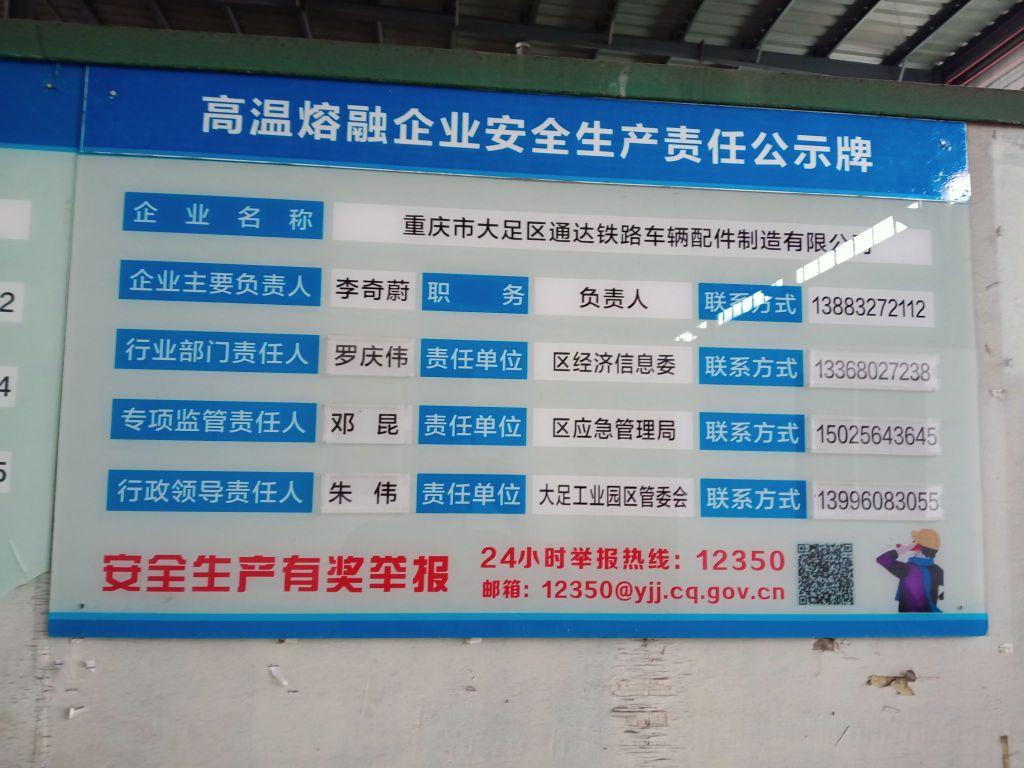 高温熔融企业安全生产责任公示牌
企业名称 重庆市大足区通达铁路车辆配件制造有限公司
企业主要负责人 李奇蔚 职务 负责人 联系方式 13883272112
2
行业部门责任人 罗庆伟 责任单位 区经济信息委 联系方式 13368027238
4
专项监管责任人 邓昆 责任单位 区应急管理局 联系方式 15025643645
5
行政领导责任人 朱伟 责任单位 大足工业园区管委会 联系方式 13996083055
安全生产有奖举报
24小时举报热线：12350
邮箱：12350@yjj.cq.gov.cn